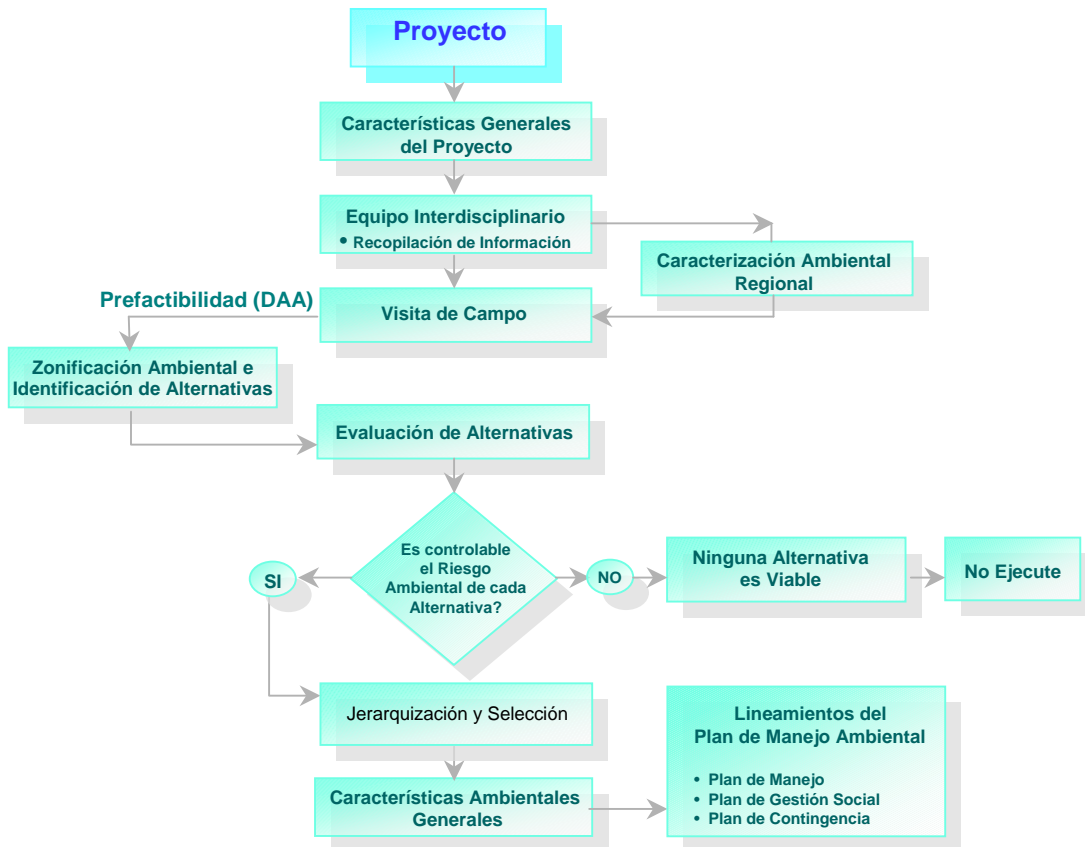 Proyecto
Características Generales
del Proyecto
Equipo Interdisciplinario
• Recopilación de Información
Caracterización Ambiental
Regional
Prefactibilidad (DAA)
Visita de Campo
Zonificación Ambiental e
Identificación de Alternativas
Evaluación de Alternativas
Es controlable
el Riesgo
Ambiental de cada
Alternativa?
SI
NO
Ninguna Alternativa
es Viable
No Ejecute
Jerarquización y Selección
Lineamientos del
Plan de Manejo Ambiental
• Plan de Manejo
• Plan de Gestión Social
• Plan de Contingencia
Características Ambientales
Generales